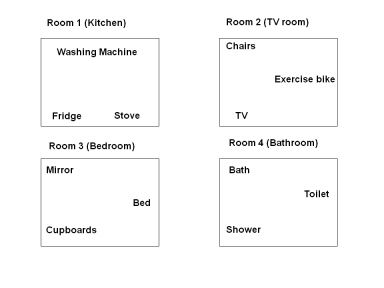 Room 1 (Kitchen)
Washing Machine
Fridge Stove
Room 2 (TV room)
Chairs
Exercise bike
TV
Room 3 (Bedroom)
Mirror
Bed
Cupboards
Room 4 (Bathroom)
Bath
Toilet
Shower